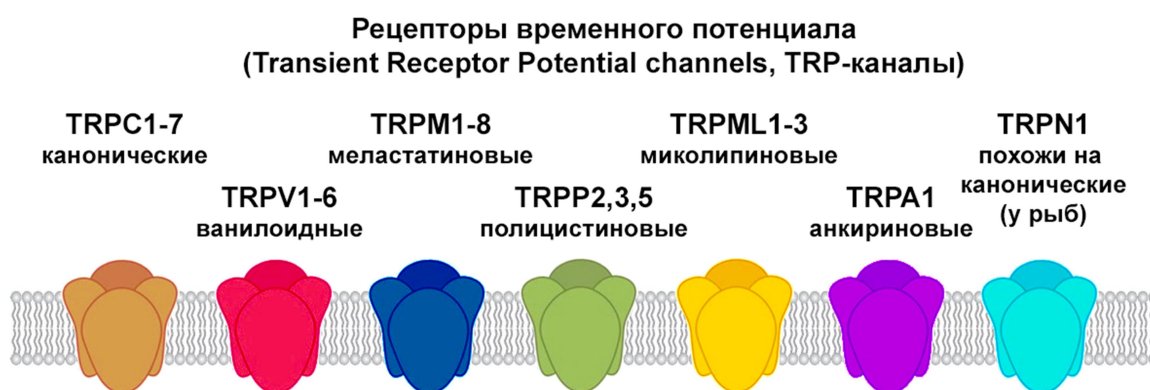 Рецепторы временного потенциала
(Transient Receptor Potential channels, TRP-каналы)
TRPC1-7
канонические
TRPV1-6
ванилоидные
TRPM1-8
меластатиновые
TRPP2,3,5
полицистиновые
TRPML1-3
миколипиновые
TRPA1
анкириновые
TRPN1
похожи на
канонические
(у рыб)